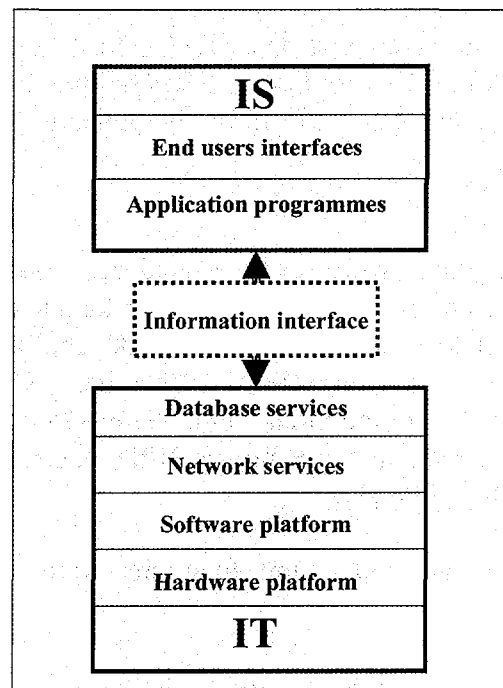 IS
End users interfaces
Application programmes
Information interface
Database services
Network services
Software platform
Hardware platform
IT